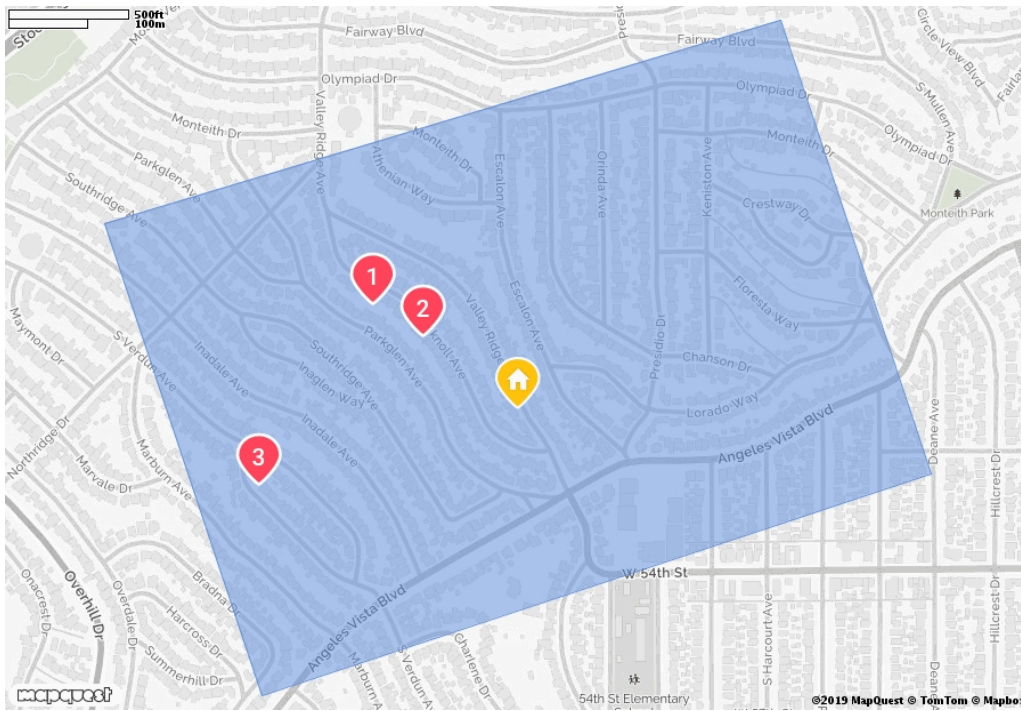 500ft
100m
Fairway Blvd
Fairway Blvd
Circle View Blvd
Olympiad Dr
Olympiad Dr
Olympiad Dr
S Mullen Ave
Valley Ridge Ave
Monteith Dr
Monteith Dr
Monteith Dr
Parkglen Ave
Athenian Way
Escalon Ave
Orinda Ave
Keniston Ave
Southridge Ave
Crestway Dr
Monteith Park
1
2
Floresta Way
Escalon Ave
Valley Ridge
Knoll Ave
Parkglen Ave
Presidio Dr
Maymont Dr
S Verdun Ave
Inadale Ave
Southridge Ave
Inaglen Way
Chanson Dr
Lorado Way
Angeles Vista Blvd
Deane Ave
3
Inadale Ave
Northridge Dr
Marvale Dr
Marburn Ave
Hillcrest Dr
W 54th St
Onacrest Dr
Overhill Dr
Overdale Dr
Bradna Dr
Harcross Dr
Summerhill Dr
Angeles Vista Blvd
Charlene Dr
S Verdun Ave
S Harcourt Ave
Hillcrest Dr
54th St Elementary
mapquest
©2019 MapQuest © TomTom © Mapbo